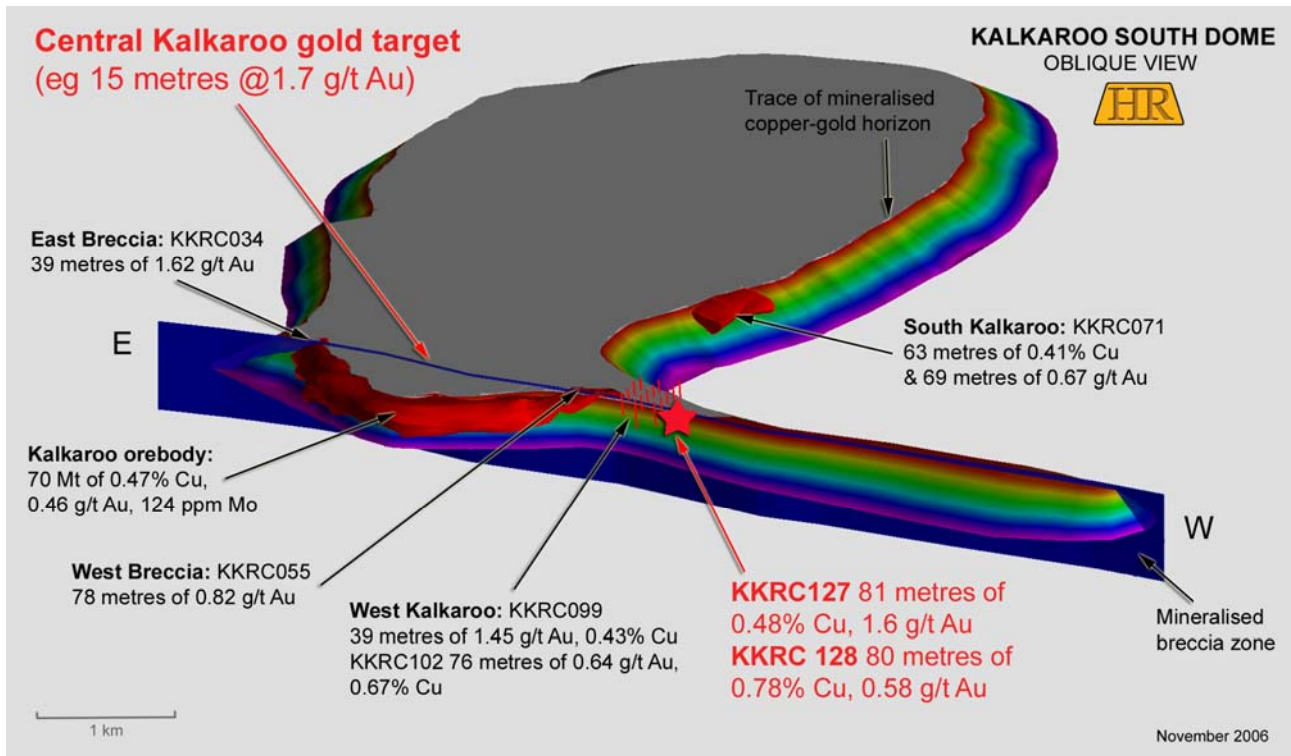 Central Kalkaroo gold target
(eg 15 metres @1.7 g/t Au)
KALKAROO SOUTH DOME
OBLIQUE VIEW
HR
Trace of mineralised
copper-gold horizon
East Breccia: KKRC034
39 metres of 1.62 g/t Au
E
South Kalkaroo: KKRC071
63 metres of 0.41% Cu
& 69 metres of 0.67 g/t Au
Kalkaroo orebody:
70 Mt of 0.47% Cu,
0.46 g/t Au, 124 ppm Mo
W
West Breccia: KKRC055
78 metres of 0.82 g/t Au
West Kalkaroo: KKRC099
39 metres of 1.45 g/t Au, 0.43% Cu
KKRC102 76 metres of 0.64 g/t Au,
0.67% Cu
KKRC127 81 metres of
0.48% Cu, 1.6 g/t Au
KKRC 128 80 metres of
0.78% Cu, 0.58 g/t Au
Mineralised
breccia zone
1 km
November 2006